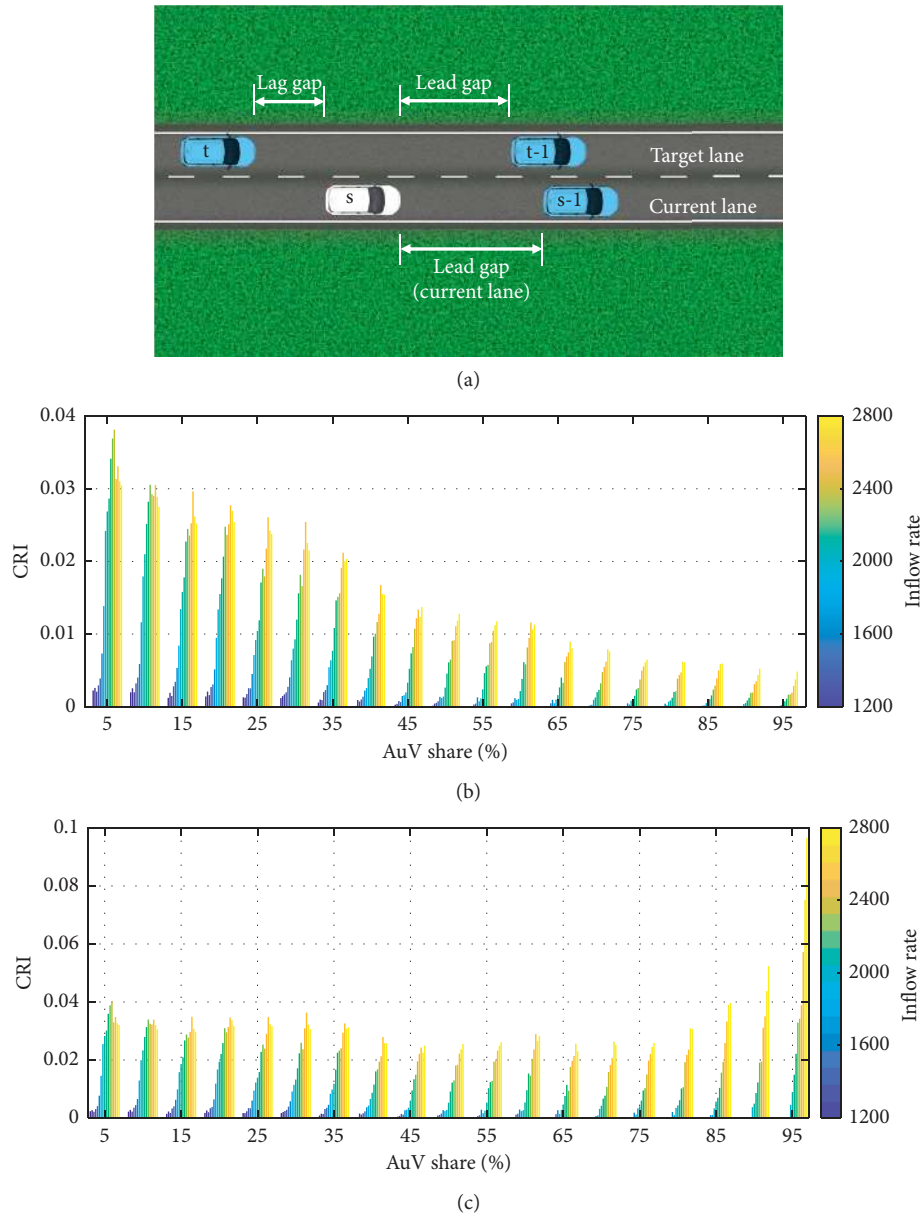 Lag gap
Lead gap
t
t-1
Target lane
s
s-1
Current lane
Lead gap
(current lane)
(a)
0.04
0.03
0.02
0.01
0
CRI
5 15 25 35 45 55 65 75 85 95
AuV share (%)
2800
2400
2000
1600
1200
Inflow rate
(b)
0.1
0.08
0.06
0.04
0.02
0
CRI
5 15 25 35 45 55 65 75 85 95
AuV share (%)
2800
2400
2000
1600
1200
Inflow rate
(c)